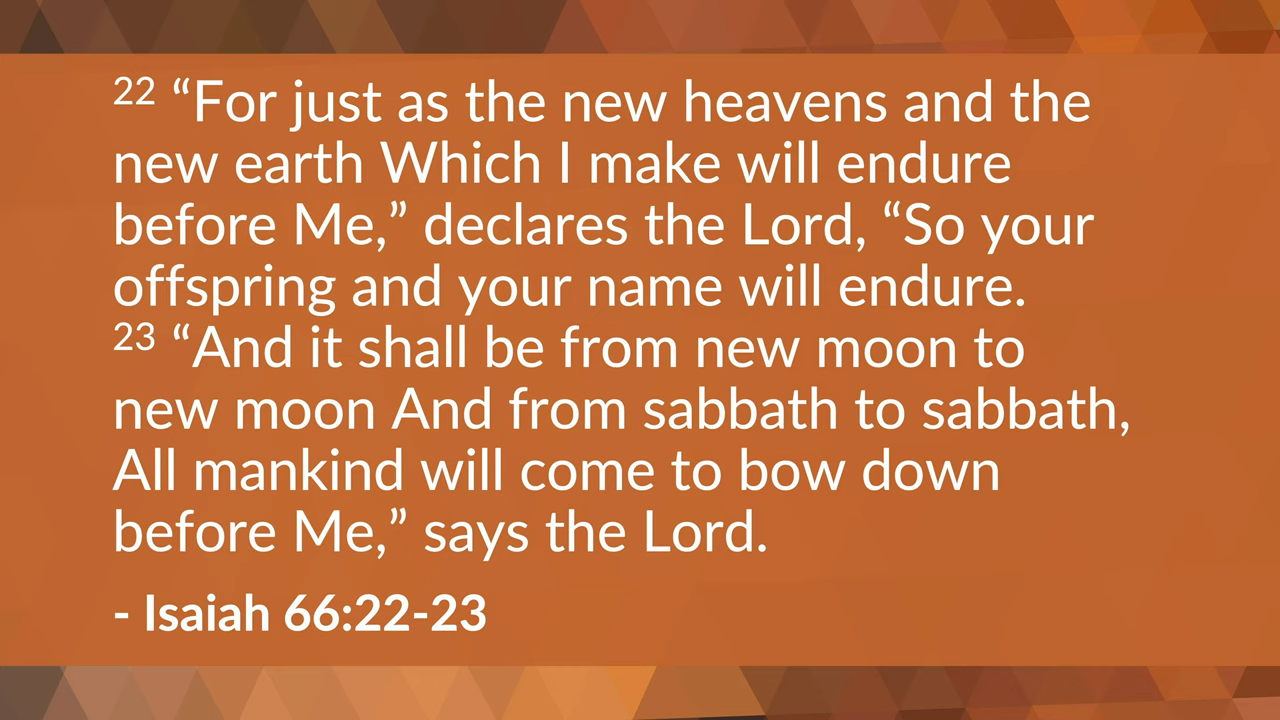 22 “For just as the new heavens and the
new earth Which I make will endure
before Me,” declares the Lord, “So your
offspring and your name will endure.
23 “And it shall be from new moon to
new moon And from sabbath to sabbath,
All mankind will come to bow down
before Me,” says the Lord.
- Isaiah 66:22-23